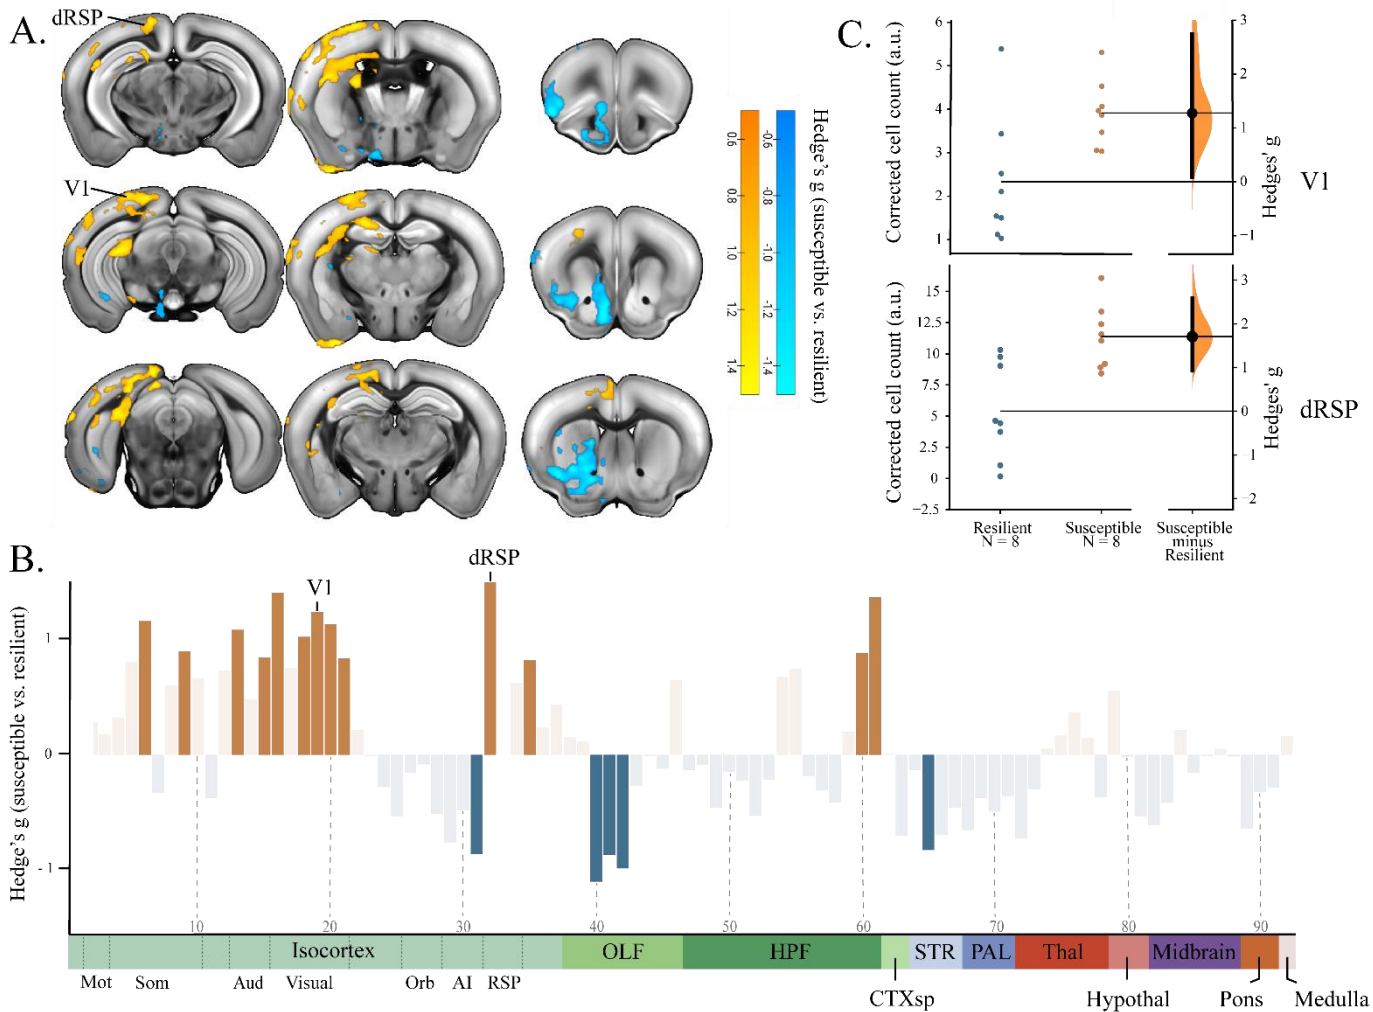 A.
dRSP
V1
0.6
0.8
1.0
1.2
1.4
-0.6
-0.8
-1.0
-1.2
-1.4
Hedge's g (susceptible vs. resilient)
C.
Corrected cell count (a.u.)
6
5
4
3
2
1
3
2
1
0
−1
Hedges' g
V1
Corrected cell count (a.u.)
15
12.5
10
7.5
5
2.5
0
−2.5
3
2
1
0
−1
−2
Hedges' g
dRSP
Resilient
N = 8
Susceptible
N = 8
Susceptible
minus
Resilient
B.
Hedge's g (susceptible vs. resilient)
1
0
-1
V1
dRSP
10
20
30
40
50
60
70
80
90
Isocortex
OLF
HPF
STR
PAL
Thal
Midbrain
Mot
Som
Aud
Visual
Orb
AI
RSP
CTXsp
Hypothal
Pons
Medulla